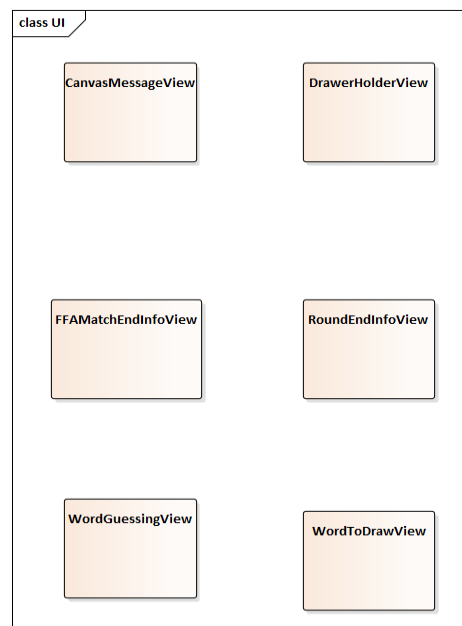 class UI
CanvasMessageView
DrawerHolderView
FFAMatchEndInfoView
RoundEndInfoView
WordGuessingView
WordToDrawView